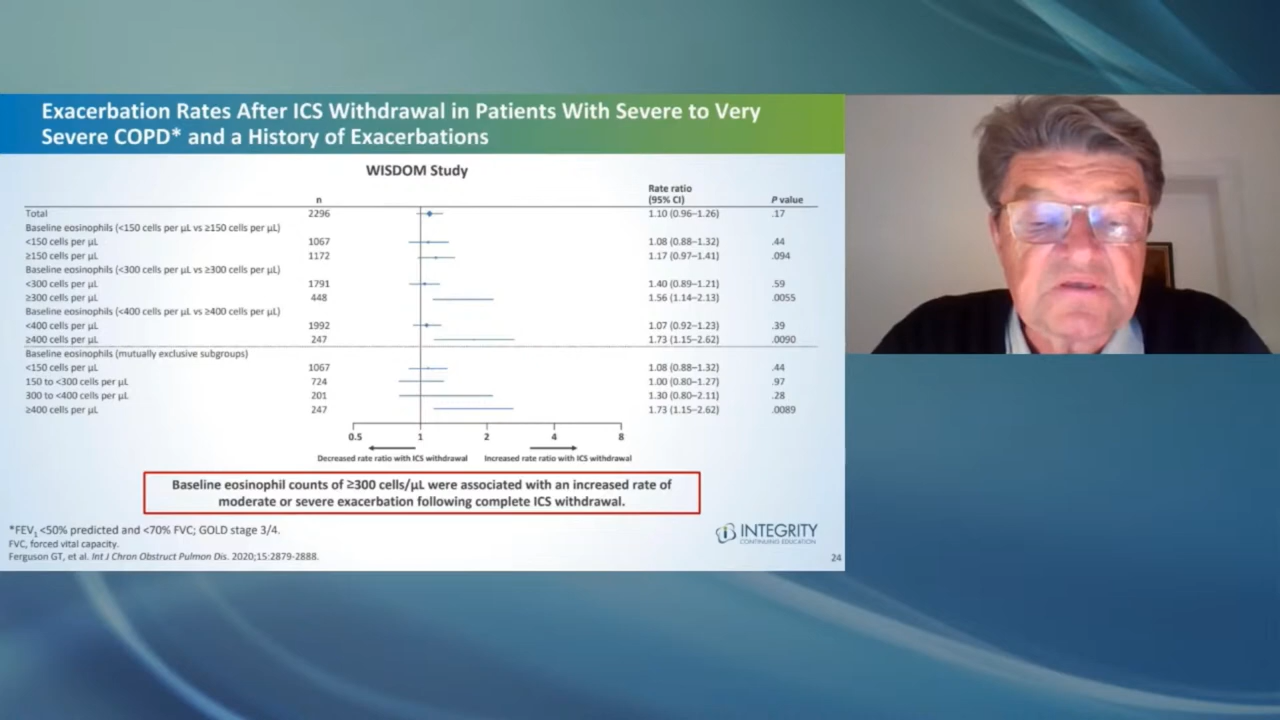 Exacerbation Rates After ICS Withdrawal in Patients With Severe to Very
Severe COPD* and a History of Exacerbations
WISDOM Study
n
Rate ratio
(95% CI)
P value
Total 2296 1.10 (0.96–1.26) .17
Baseline eosinophils (<150 cells per µL vs ≥150 cells per µL)
<150 cells per µL 1067 1.08 (0.88–1.32) .44
≥150 cells per µL 1172 1.17 (0.97–1.41) .094
Baseline eosinophils (<300 cells per µL vs ≥300 cells per µL)
<300 cells per µL 1791 1.40 (0.89–1.21) .59
≥300 cells per µL 448 1.56 (1.14–2.13) .0055
Baseline eosinophils (<400 cells per µL vs ≥400 cells per µL)
<400 cells per µL 1992 1.07 (0.92–1.23) .39
≥400 cells per µL 247 1.73 (1.15–2.62) .0090
Baseline eosinophils (mutually exclusive subgroups)
<150 cells per µL 1067 1.08 (0.88–1.32) .44
150 to <300 cells per µL 724 1.00 (0.80–1.27) .97
300 to <400 cells per µL 201 1.30 (0.80–2.11) .28
≥400 cells per µL 247 1.73 (1.15–2.62) .0089
0.5 1 2 4 8
Decreased rate ratio with ICS withdrawal Increased rate ratio with ICS withdrawal
Baseline eosinophil counts of ≥300 cells/µL were associated with an increased rate of
moderate or severe exacerbation following complete ICS withdrawal.
*FEV1 <50% predicted and <70% FVC; GOLD stage 3/4.
FVC, forced vital capacity.
Ferguson GT, et al. Int J Chron Obstruct Pulmon Dis. 2020;15:2879-2888.
INTEGRITY
CONTINUING EDUCATION
24